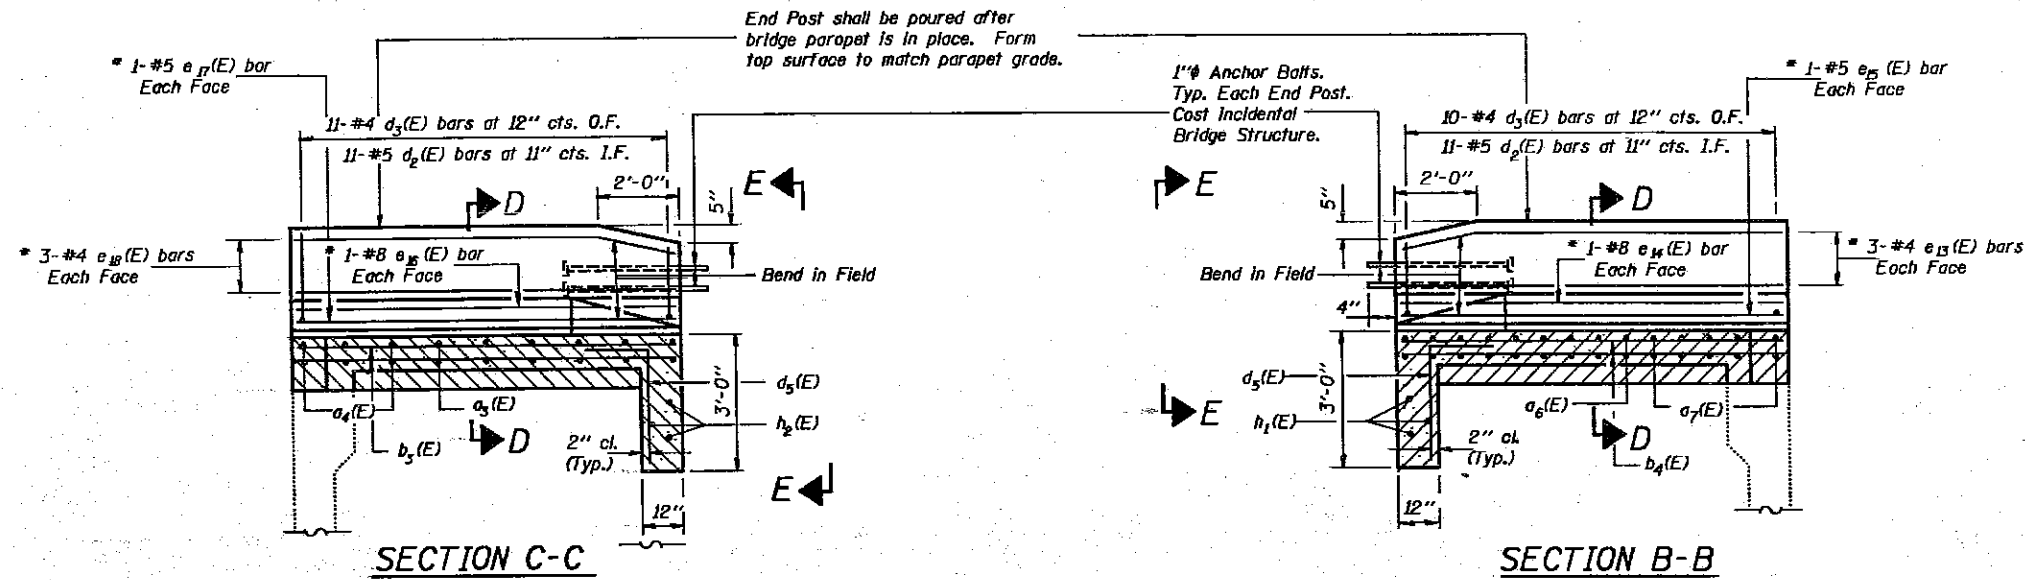 End Post shall be poured after
bridge parapet is in place. Form
top surface to match parapet grade.
* 1-#5 e17(E) bar
Each Face
1"ϕ Anchor Bolts.
Typ. Each End Post.
Cost Incidental
Bridge Structure.
* 1-#5 e15 (E) bar
Each Face
11-#4 d3(E) bars at 12" cts. O.F.
11-#5 d2(E) bars at 11" cts. I.F.
10-#4 d3(E) bars at 12" cts. O.F.
11-#5 d2(E) bars at 11" cts. I.F.
2'-0"
5"
E
E
2'-0"
5"
D
D
* 3-#4 e18(E) bars
Each Face
* 1-#8 e16 (E) bar
Each Face
Bend in Field
Bend in Field
* 1-#8 e14(E) bar
Each Face
* 3-#4 e13(E) bars
Each Face
4"
a4(E)
a3(E)
b3(E)
D
3'-0"
d5(E)
h2(E)
2" cl.
(Typ.)
E
12"
d5(E)
E
h1(E)
3'-0"
2" cl.
(Typ.)
a6(E)
a7(E)
D
b4(E)
12"
SECTION C-C
SECTION B-B